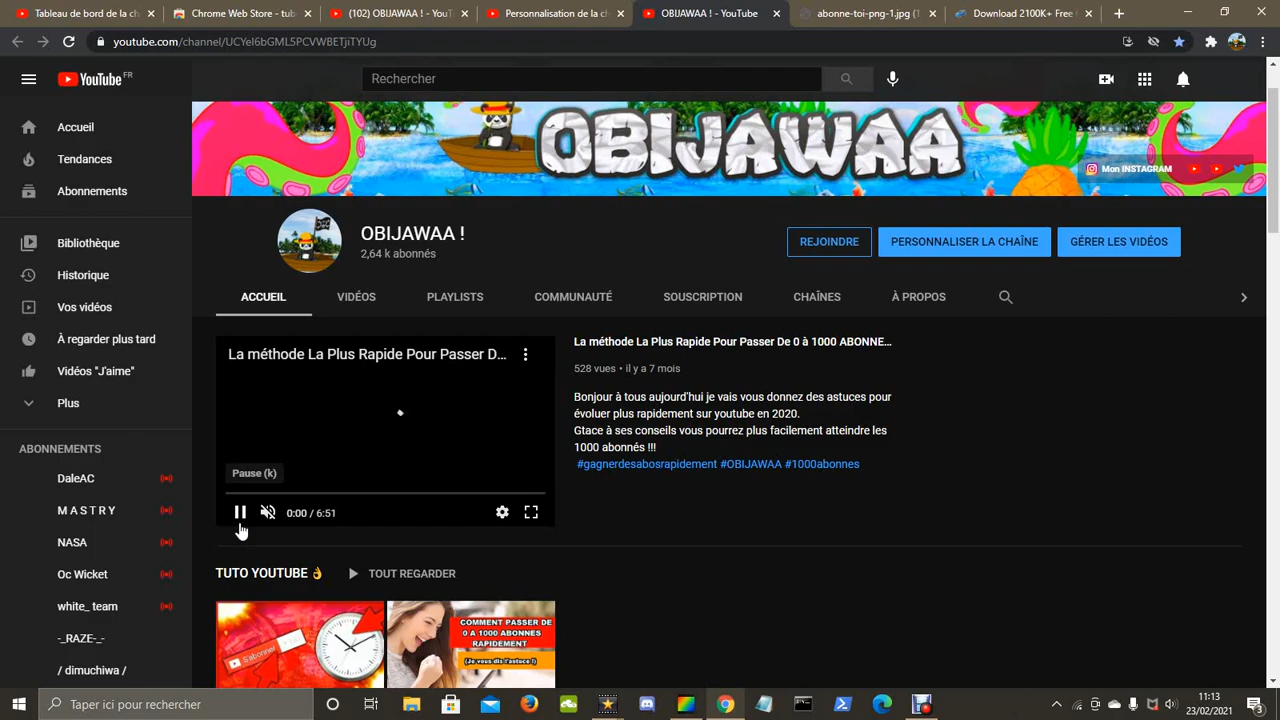 Tableau de bord de la ch
Chrome Web Store - tub
(102) OBIJAWAA ! - YouT
Personnalisation de la ch
OBIJAWAA ! - YouTube
abonne-toi-png-1.jpg (1
Download 2100K+ Free I
youtube.com/channel/UCYel6bGML5PCVWBETjiTYUg
YouTube FR
Rechercher
OBIJAWAA
Mon INSTAGRAM
Accueil
Tendances
Abonnements
Bibliothèque
Historique
Vos vidéos
À regarder plus tard
Vidéos "J'aime"
Plus
ABONNEMENTS
DaleAC
M A S T R Y
NASA
Oc Wicket
white_ team
-_RAZE-_-
/ dimuchiwa /
OBIJAWAA !
2,64 k abonnés
REJOINDRE
PERSONNALISER LA CHAÎNE
GÉRER LES VIDÉOS
ACCUEIL
VIDÉOS
PLAYLISTS
COMMUNAUTÉ
SOUSCRIPTION
CHAÎNES
À PROPOS
La méthode La Plus Rapide Pour Passer D...
Pause (k)
0:00 / 6:51
La méthode La Plus Rapide Pour Passer De 0 à 1000 ABONNE...
528 vues • il y a 7 mois
Bonjour à tous aujourd'hui je vais vous donnez des astuces pour
évoluer plus rapidement sur youtube en 2020.
Gtace à ses conseils vous pourrez plus facilement atteindre les
1000 abonnés !!!
#gagnerdesabosrapidement #OBIJAWAA #1000abonnes
TUTO YOUTUBE 👌
TOUT REGARDER
S'abonner
COMMENT PASSER DE
0 A 1000 ABONNES
RAPIDEMENT
(Je vous dis l'astuce !)
Taper ici pour rechercher
11:13
23/02/2021
3